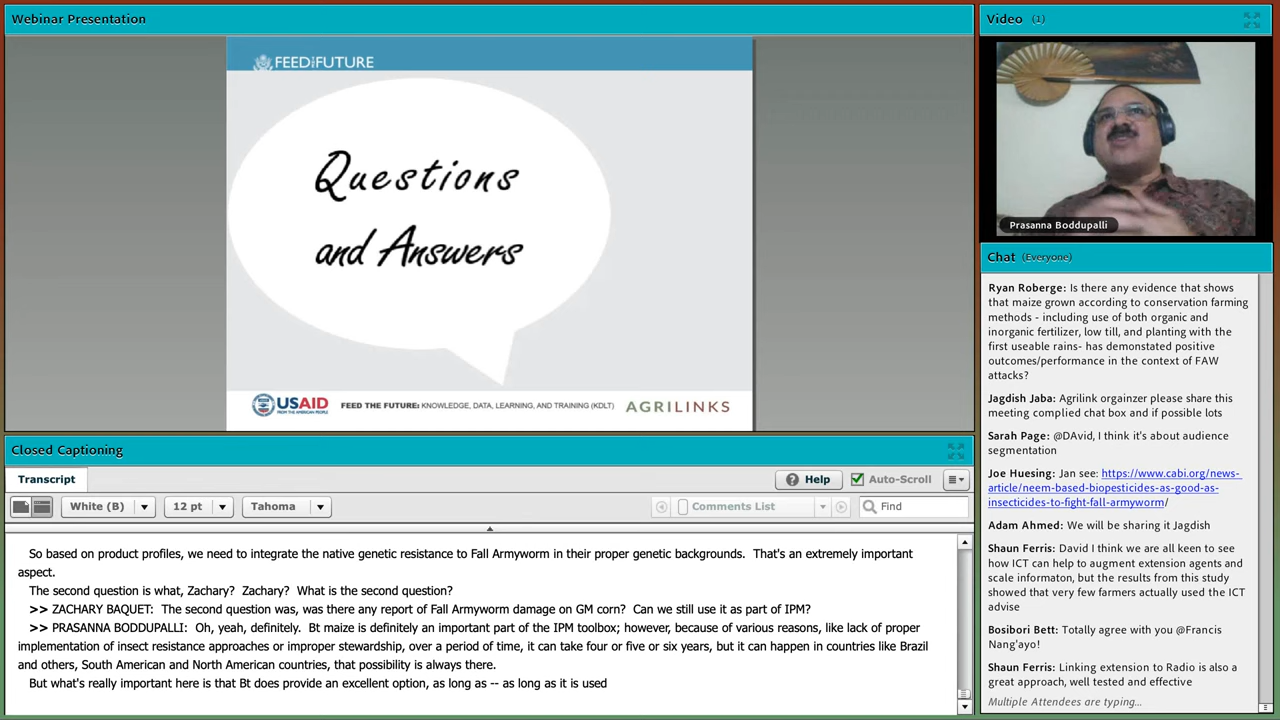 Webinar Presentation
FEED THE FUTURE
Questions
and Answers
USAID
FROM THE AMERICAN PEOPLE
FEED THE FUTURE: KNOWLEDGE, DATA, LEARNING, AND TRAINING (KDLT)
AGRILINKS
Closed Captioning
Transcript
Help
Auto-Scroll
White (B)
12 pt
Tahoma
Comments List
Find
So based on product profiles, we need to integrate the native genetic resistance to Fall Armyworm in their proper genetic backgrounds. That's an extremely important
aspect.
The second question is what, Zachary? Zachary? What is the second question?
>> ZACHARY BAQUET: The second question was, was there any report of Fall Armyworm damage on GM corn? Can we still use it as part of IPM?
>> PRASANNA BODDUPALLI: Oh, yeah, definitely. Bt maize is definitely an important part of the IPM toolbox; however, because of various reasons, like lack of proper
implementation of insect resistance approaches or improper stewardship, over a period of time, it can take four or five or six years, but it can happen in countries like Brazil
and others, South American and North American countries, that possibility is always there.
But what's really important here is that Bt does provide an excellent option, as long as -- as long as it is used
Video (1)
Prasanna Boddupalli
Chat (Everyone)
Ryan Roberge: Is there any evidence that shows
that maize grown according to conservation farming
methods - including use of both organic and
inorganic fertilizer, low till, and planting with the
first useable rains- has demonstated positive
outcomes/performance in the context of FAW
attacks?
Jagdish Jaba: Agrilink orgainzer please share this
meeting complied chat box and if possible lots
Sarah Page: @DAvid, I think it's about audience
segmentation
Joe Huesing: Jan see: https://www.cabi.org/news-
article/neem-based-biopesticides-as-good-as-
insecticides-to-fight-fall-armyworm/
Adam Ahmed: We will be sharing it Jagdish
Shaun Ferris: David I think we are all keen to see
how ICT can help to augment extension agents and
scale informaton, but the results from this study
showed that very few farmers actually used the ICT
advise
Bosibori Bett: Totally agree with you @Francis
Nang'ayo!
Shaun Ferris: Linking extension to Radio is also a
great approach, well tested and effective
Multiple Attendees are typing...